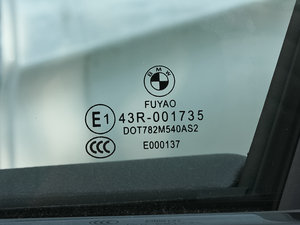 BMW
FUYAO
E1 43R-001735
DOT782M540AS2
CCC E000137